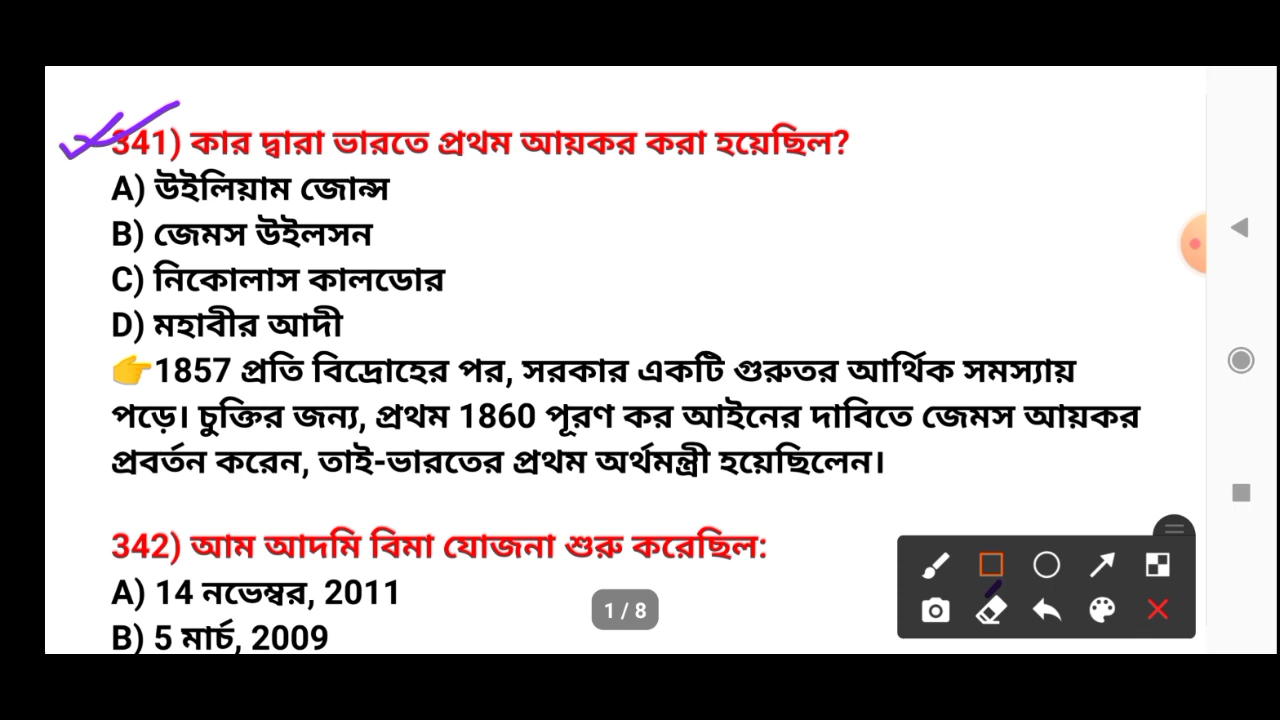 341) কার দ্বারা ভারতে প্রথম আয়কর করা হয়েছিল?
A) উইলিয়াম জোন্স
B) জেমস উইলসন
C) নিকোলাস কালডোর
D) মহাবীর আদী
👉1857 প্রতি বিদ্রোহের পর, সরকার একটি গুরুতর আর্থিক সমস্যায়
পড়ে। চুক্তির জন্য, প্রথম 1860 পূরণ কর আইনের দাবিতে জেমস আয়কর
প্রবর্তন করেন, তাই-ভারতের প্রথম অর্থমন্ত্রী হয়েছিলেন।
342) আম আদমি বিমা যোজনা শুরু করেছিল:
A) 14 নভেম্বর, 2011
B) 5 মার্চ, 2009
1 / 8